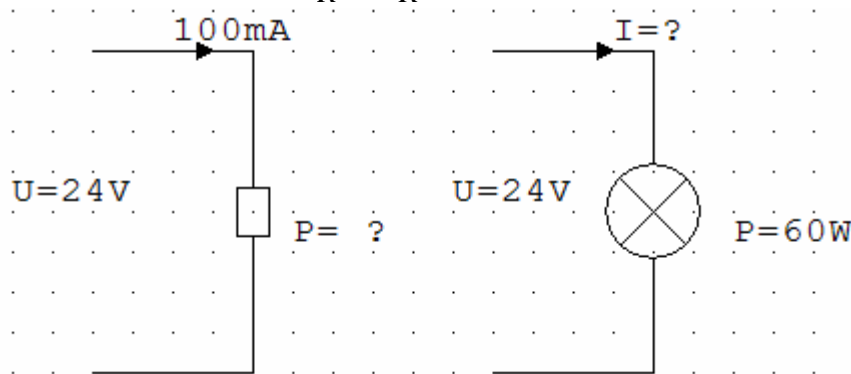 100mA
I=?
U=24V
U=24V
P= ?
P=60W